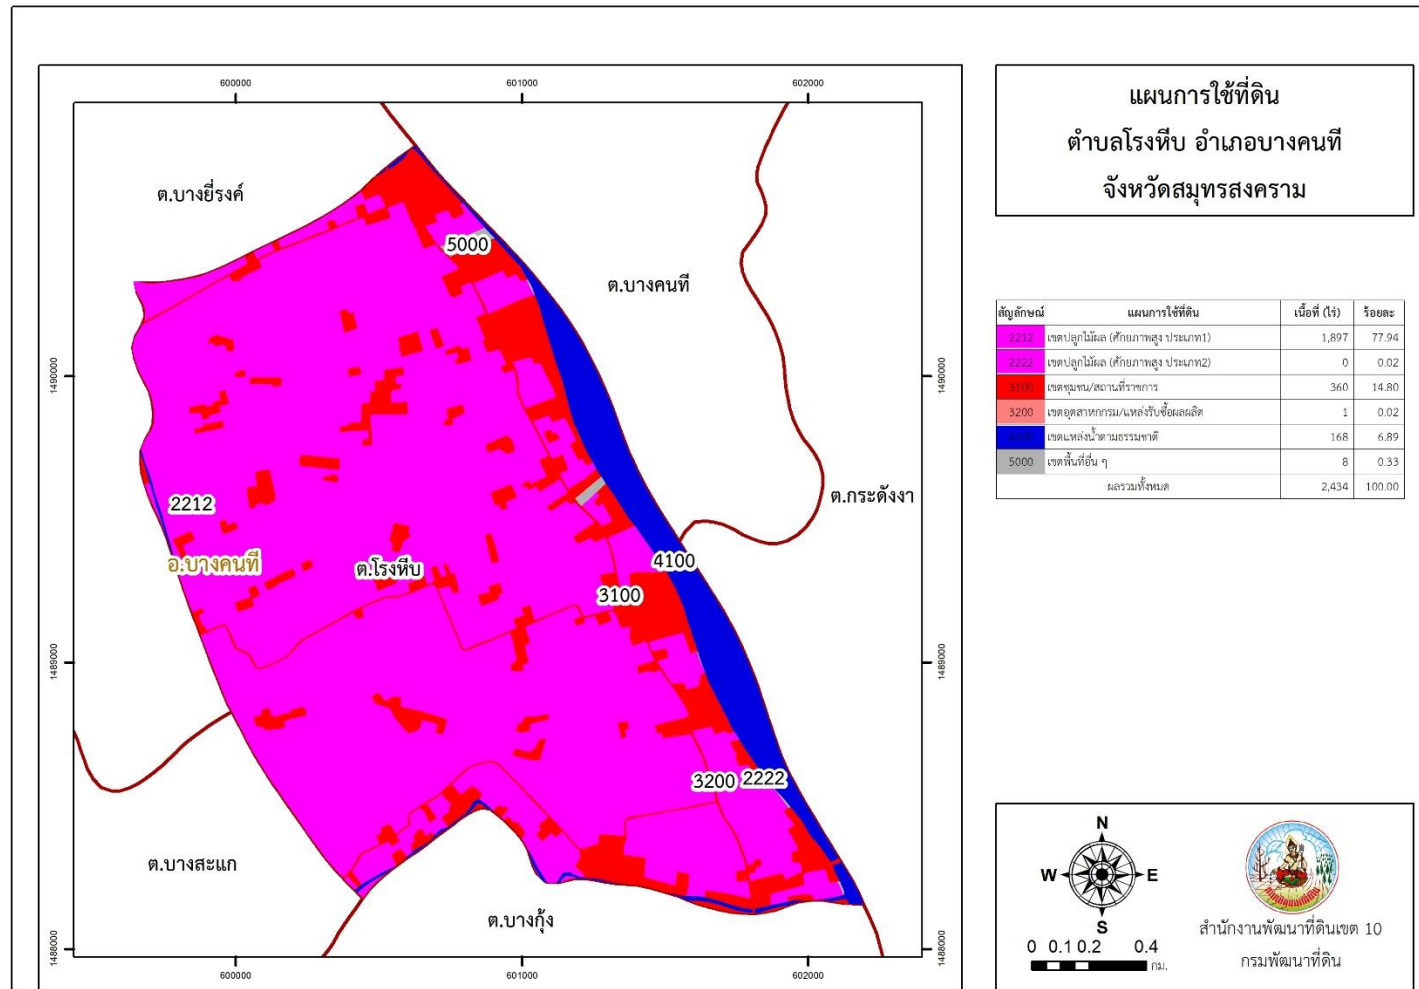 แผนการใช้ที่ดิน
ตำบลโรงหีบ อำเภอบางคนที
จังหวัดสมุทรสงคราม
600000 601000 602000
1490000 1490000
1489000 1489000
1488000 1488000
600000 601000 602000
ต.บางยี่รงค์
5000
ต.บางคนที
ต.กระดังงา
2212
อ.บางคนที
ต.โรงหีบ
4100
3100
3200 2222
ต.บางสะแก
ต.บางกุ้ง
สัญลักษณ์ แผนการใช้ที่ดิน เนื้อที่ (ไร่) ร้อยละ
2212 เขตปลูกไม้ผล (ศักยภาพสูง ประเภท1) 1,897 77.94
2222 เขตปลูกไม้ผล (ศักยภาพสูง ประเภท2) 0 0.02
3100 เขตชุมชน/สถานที่ราชการ 360 14.80
3200 เขตอุตสาหกรรม/แหล่งรับซื้อผลผลิต 1 0.02
4100 เขตแหล่งน้ำตามธรรมชาติ 168 6.89
5000 เขตพื้นที่อื่น ๆ 8 0.33
ผลรวมทั้งหมด 2,434 100.00
N
W E
S
0 0.1 0.2 0.4
กม.
สำนักงานพัฒนาที่ดินเขต 10
กรมพัฒนาที่ดิน